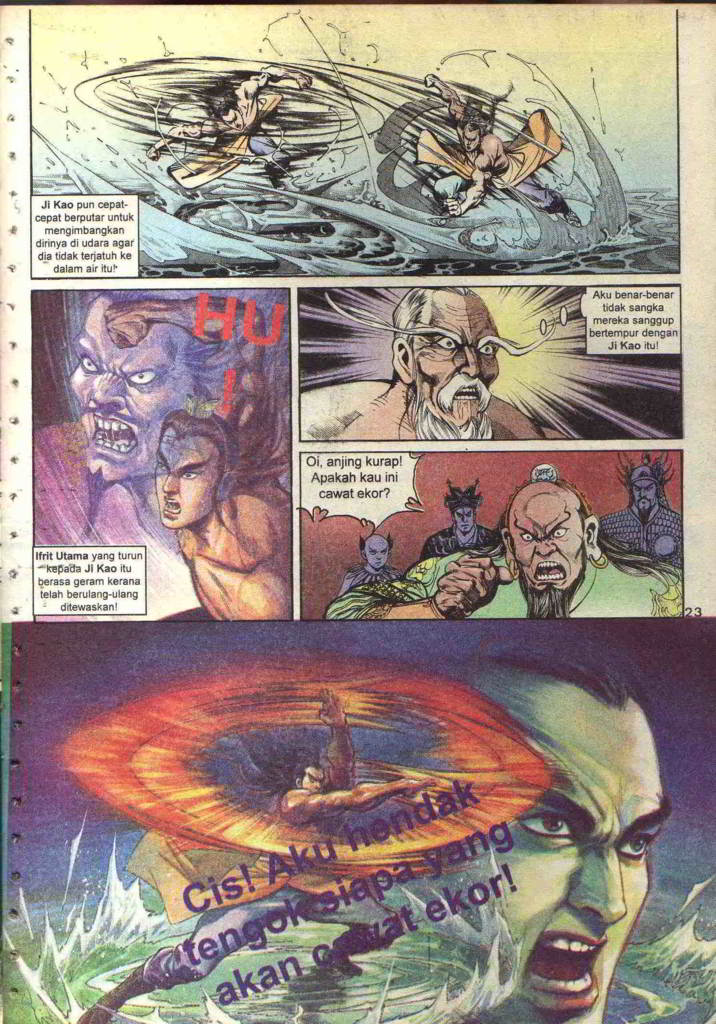 Ji Kao pun cepat-
cepat berputar untuk
mengimbangkan
dirinya di udara agar
dia tidak terjatuh ke
dalam air itu!
HU
!
Ifrit Utama yang turun
kepada Ji Kao itu
berasa geram kerana
telah berulang-ulang
ditewaskan!
Aku benar-benar
tidak sangka
mereka sanggup
bertempur dengan
Ji Kao itu!
Oi, anjing kurap!
Apakah kau ini
cawat ekor?
23
Cis! Aku hendak
tengok siapa yang
akan cawat ekor!